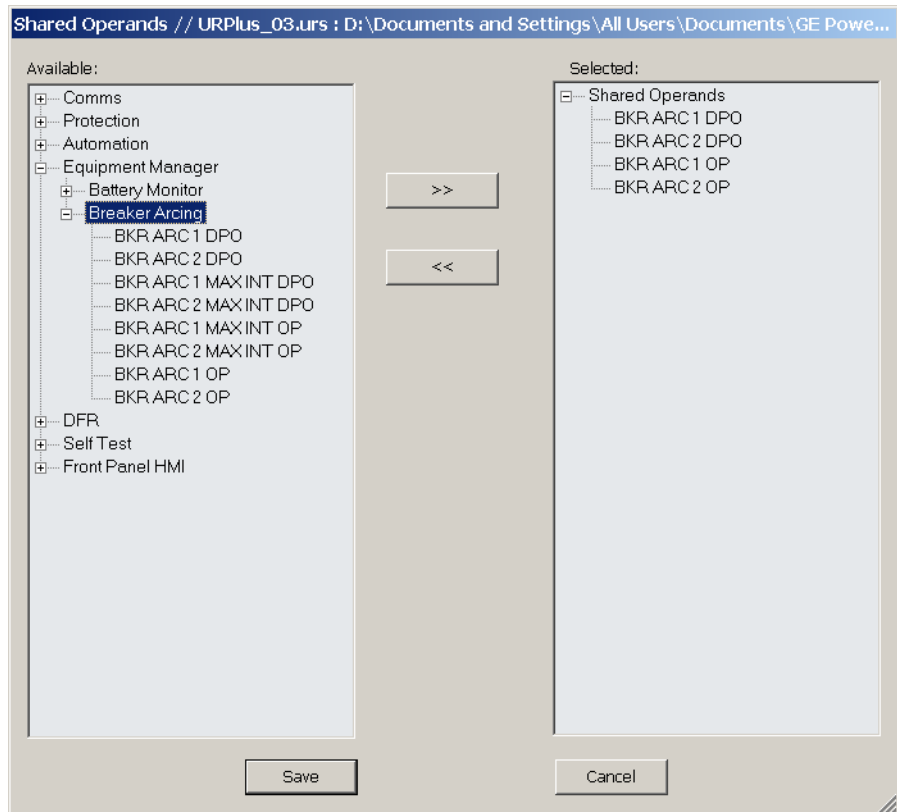 Shared Operands // URPlus_03.urs : D:\Documents and Settings\All Users\Documents\GE Powe...
Available:
Comms
Protection
Automation
Equipment Manager
Battery Monitor
Breaker Arcing
BKR ARC 1 DPO
BKR ARC 2 DPO
BKR ARC 1 MAX INT DPO
BKR ARC 2 MAX INT DPO
BKR ARC 1 MAX INT OP
BKR ARC 2 MAX INT OP
BKR ARC 1 OP
BKR ARC 2 OP
DFR
Self Test
Front Panel HMI
>>
<<
Selected:
Shared Operands
BKR ARC 1 DPO
BKR ARC 2 DPO
BKR ARC 1 OP
BKR ARC 2 OP
Save
Cancel